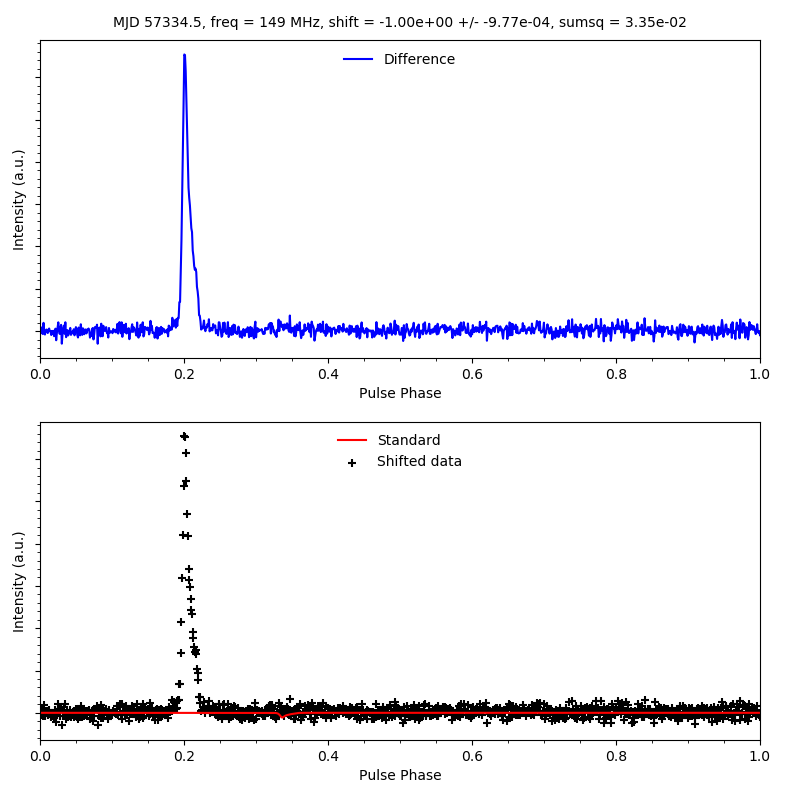 MJD 57334.5, freq = 149 MHz, shift = -1.00e+00 +/- -9.77e-04, sumsq = 3.35e-02
Difference
Intensity (a.u.)
0.0 0.2 0.4 0.6 0.8 1.0
Pulse Phase
Standard
Shifted data
Intensity (a.u.)
0.0 0.2 0.4 0.6 0.8 1.0
Pulse Phase